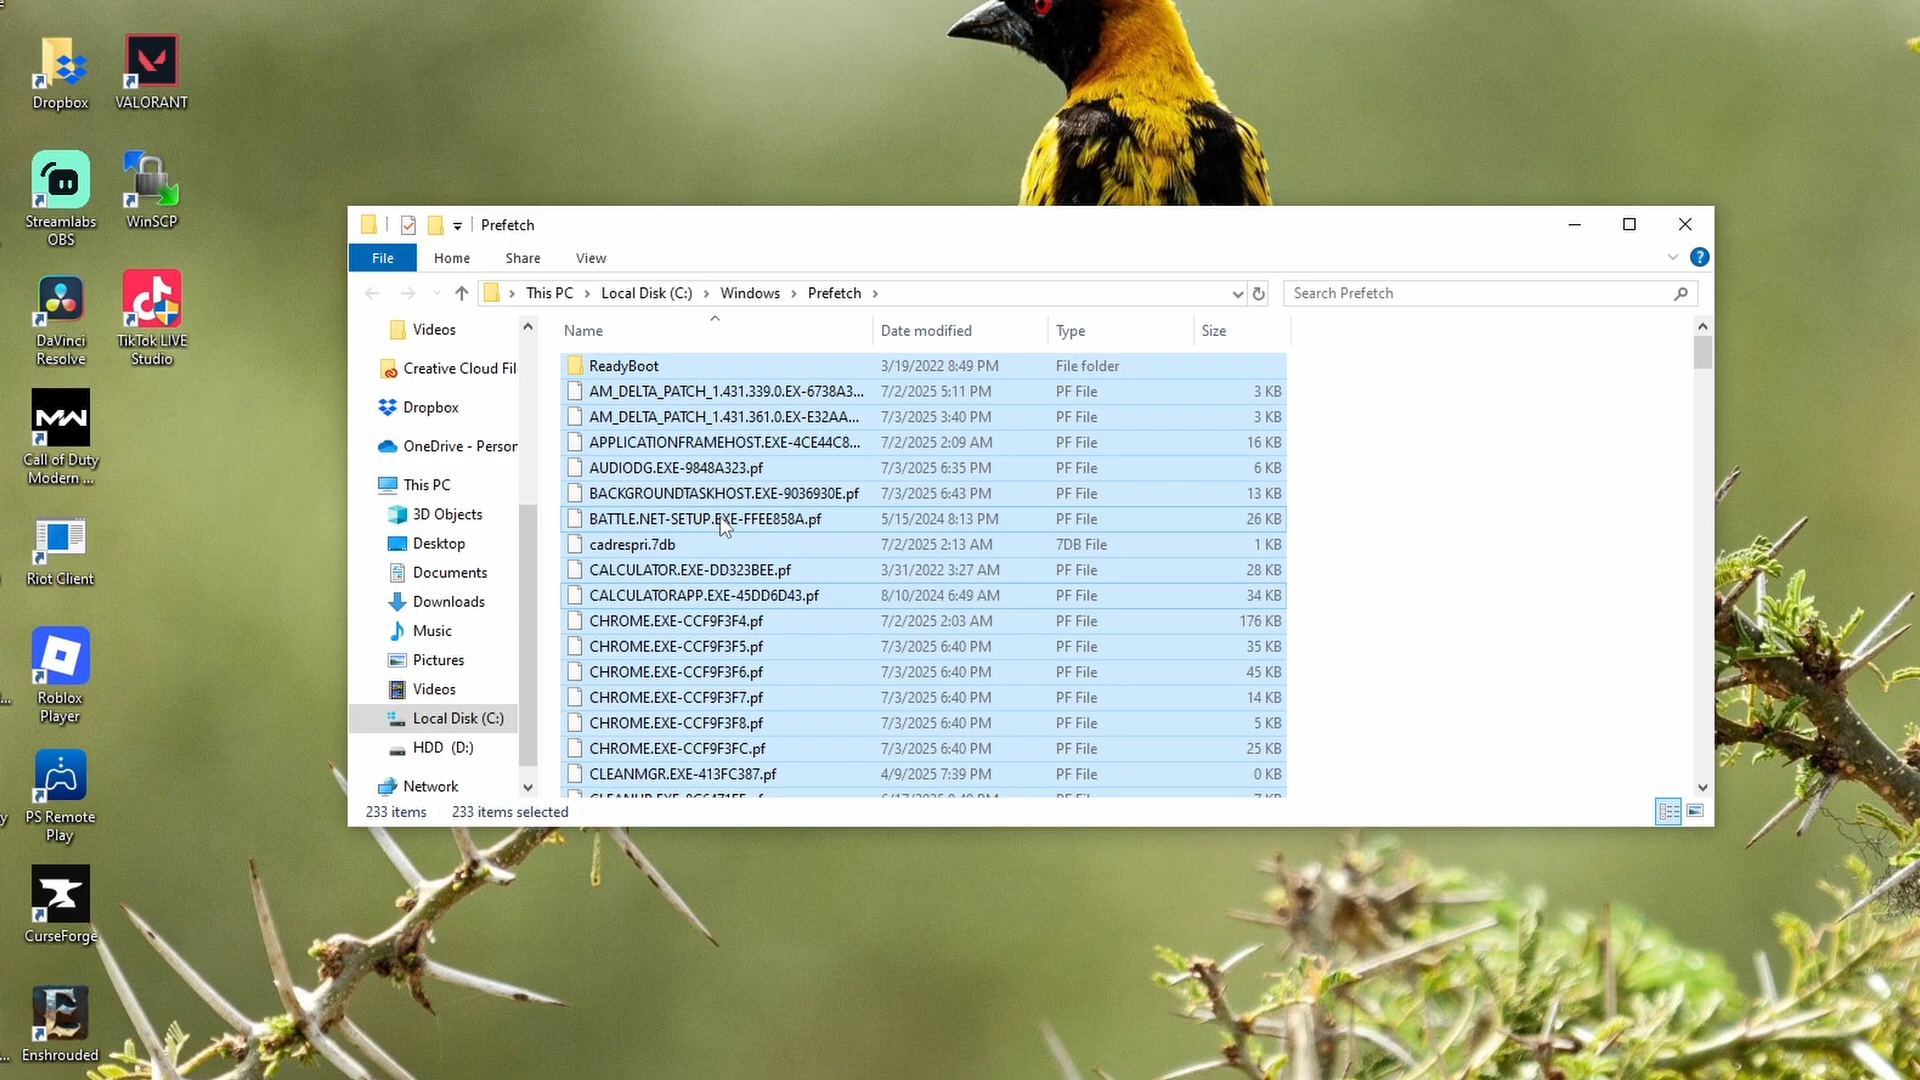 Dropbox
VALORANT
Streamlabs
OBS
WinSCP
DaVinci
Resolve
TikTok LIVE
Studio
Call of Duty
Modern ...
Riot Client
Roblox
Player
PS Remote
Play
CurseForge
Enshrouded
Prefetch
File Home Share View
This PC › Local Disk (C:) › Windows › Prefetch ›
Search Prefetch
Videos
Creative Cloud Fil
Dropbox
OneDrive - Person
This PC
3D Objects
Desktop
Documents
Downloads
Music
Pictures
Videos
Local Disk (C:)
HDD (D:)
Network
Name Date modified Type Size
ReadyBoot 3/19/2022 8:49 PM File folder
AM_DELTA_PATCH_1.431.339.0.EX-6738A3... 7/2/2025 5:11 PM PF File 3 KB
AM_DELTA_PATCH_1.431.361.0.EX-E32AA... 7/3/2025 3:40 PM PF File 3 KB
APPLICATIONFRAMEHOST.EXE-4CE44C8... 7/2/2025 2:09 AM PF File 16 KB
AUDIODG.EXE-9848A323.pf 7/3/2025 6:35 PM PF File 6 KB
BACKGROUNDTASKHOST.EXE-9036930E.pf 7/3/2025 6:43 PM PF File 13 KB
BATTLE.NET-SETUP.EXE-FFEE858A.pf 5/15/2024 8:13 PM PF File 26 KB
cadrespri.7db 7/2/2025 2:13 AM 7DB File 1 KB
CALCULATOR.EXE-DD323BEE.pf 3/31/2022 3:27 AM PF File 28 KB
CALCULATORAPP.EXE-45DD6D43.pf 8/10/2024 6:49 AM PF File 34 KB
CHROME.EXE-CCF9F3F4.pf 7/2/2025 2:03 AM PF File 176 KB
CHROME.EXE-CCF9F3F5.pf 7/3/2025 6:40 PM PF File 35 KB
CHROME.EXE-CCF9F3F6.pf 7/3/2025 6:40 PM PF File 45 KB
CHROME.EXE-CCF9F3F7.pf 7/3/2025 6:40 PM PF File 14 KB
CHROME.EXE-CCF9F3F8.pf 7/3/2025 6:40 PM PF File 5 KB
CHROME.EXE-CCF9F3FC.pf 7/3/2025 6:40 PM PF File 25 KB
CLEANMGR.EXE-413FC387.pf 4/9/2025 7:39 PM PF File 0 KB
233 items 233 items selected